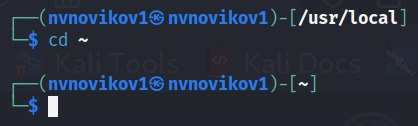 ┌──(nvnovikov1㉿nvnovikov1)-[/usr/local]
└─$ cd ~
Kali Tools Kali Docs
┌──(nvnovikov1㉿nvnovikov1)-[~]
└─$